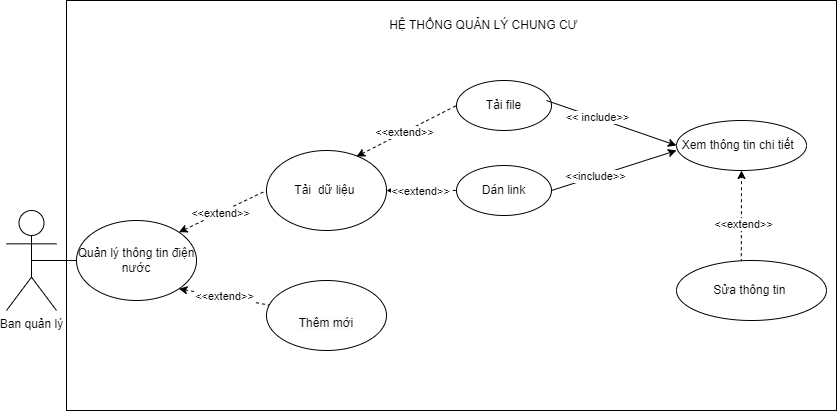 HỆ THỐNG QUẢN LÝ CHUNG CƯ
Tải file
<<extend>>
<< include>>
Xem thông tin chi tiết
Tải dữ liệu
<<extend>>
Dán link
<<include>>
<<extend>>
<<extend>>
Quản lý thông tin điện
nước
<<extend>>
Sửa thông tin
Thêm mới
Ban quản lý